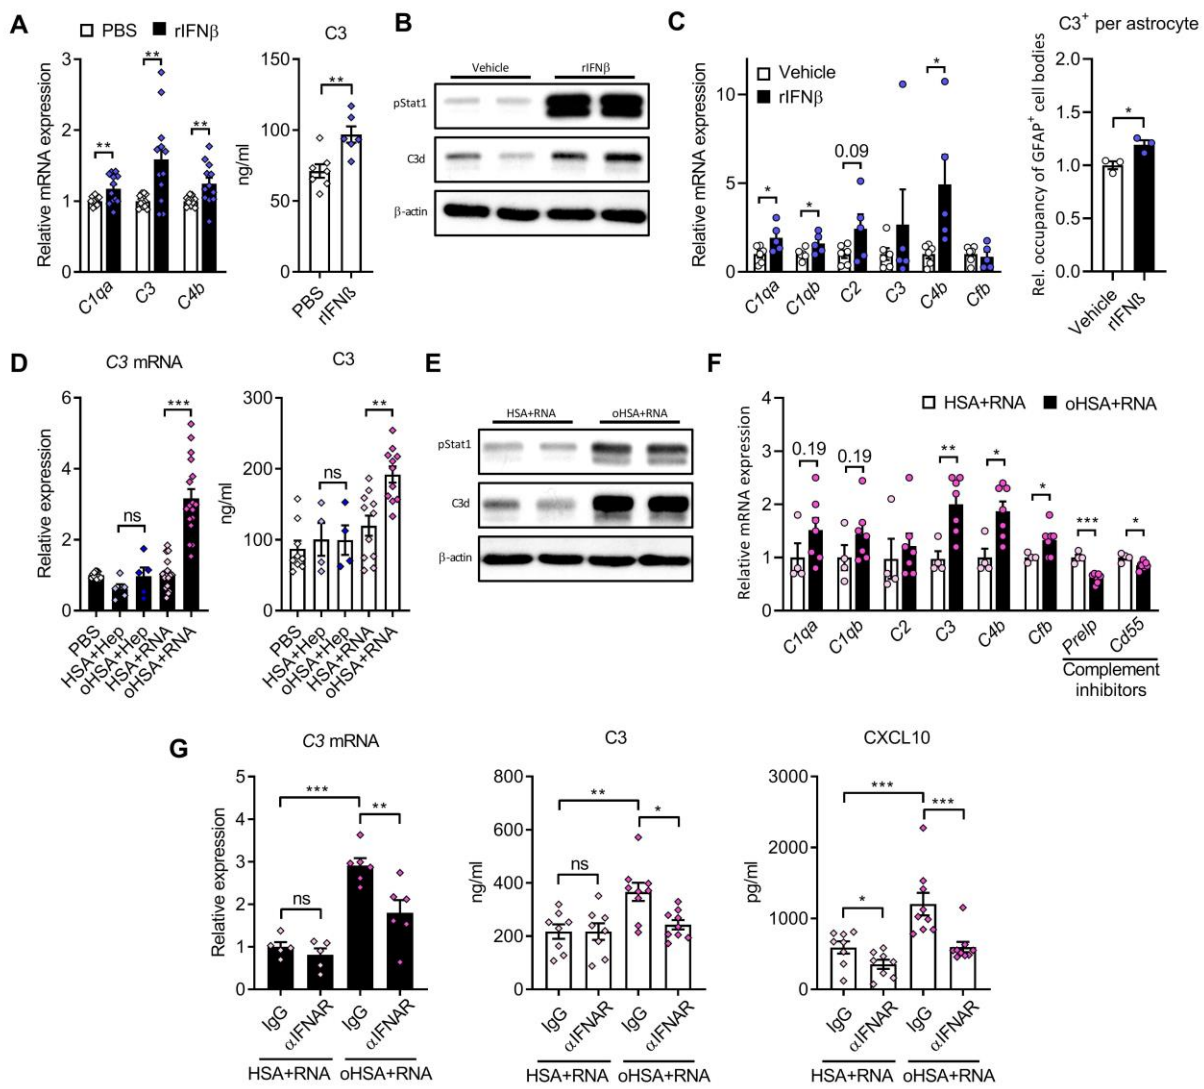 A
PBS
rIFNβ
Relative mRNA expression
3
2
1
0
**
**
**
C1qa
C3
C4b
C3
ng/ml
150
100
50
0
**
PBS
rIFNß
B
Vehicle
rIFNβ
pStat1
C3d
β-actin
C
Vehicle
rIFNβ
Relative mRNA expression
10
5
0
*
*
0.09
*
C1qa
C1qb
C2
C3
C4b
Cfb
C3+ per astrocyte
Rel. occupancy of GFAP+ cell bodies
2.0
1.5
1.0
0.5
0.0
*
Vehicle
rIFNß
D
C3 mRNA
Relative expression
6
4
2
0
ns
***
PBS
HSA+Hep
oHSA+Hep
HSA+RNA
oHSA+RNA
C3
ng/ml
300
200
100
0
ns
**
PBS
HSA+Hep
oHSA+Hep
HSA+RNA
oHSA+RNA
E
HSA+RNA
oHSA+RNA
pStat1
C3d
β-actin
F
HSA+RNA
oHSA+RNA
Relative mRNA expression
4
3
2
1
0
0.19
0.19
**
*
*
***
*
C1qa
C1qb
C2
C3
C4b
Cfb
Prelp
Cd55
Complement
inhibitors
G
C3 mRNA
Relative expression
5
4
3
2
1
0
***
**
ns
IgG
αIFNAR
IgG
αIFNAR
HSA+RNA
oHSA+RNA
C3
ng/ml
800
600
400
200
0
**
*
ns
IgG
αIFNAR
IgG
αIFNAR
HSA+RNA
oHSA+RNA
CXCL10
pg/ml
3000
2000
1000
0
***
***
*
IgG
αIFNAR
IgG
αIFNAR
HSA+RNA
oHSA+RNA